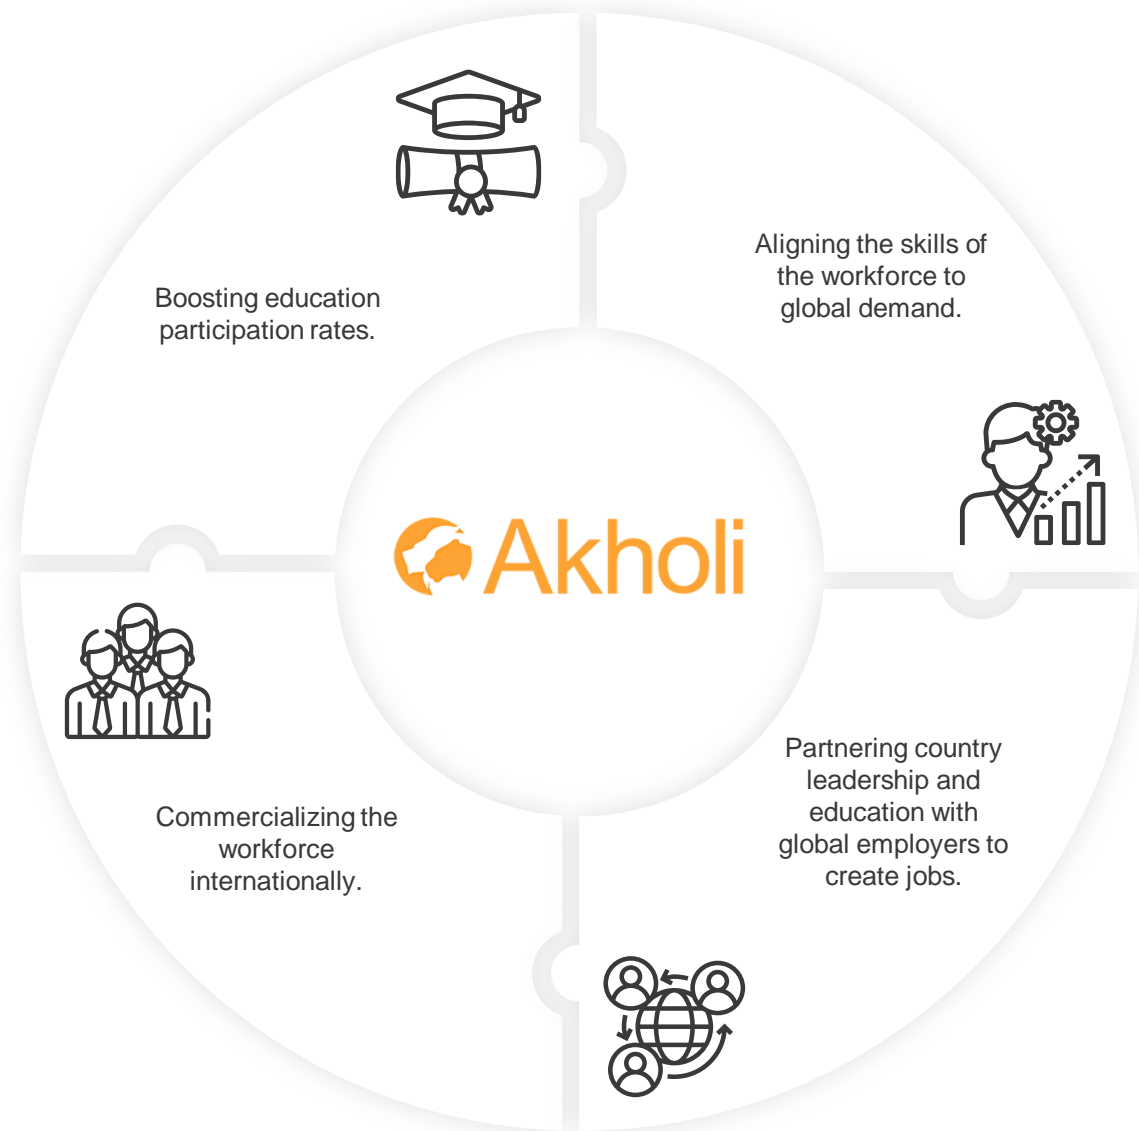 Boosting education
participation rates.
Aligning the skills of
the workforce to
global demand.
Akholi
Commercializing the
workforce
internationally.
Partnering country
leadership and
education with
global employers to
create jobs.